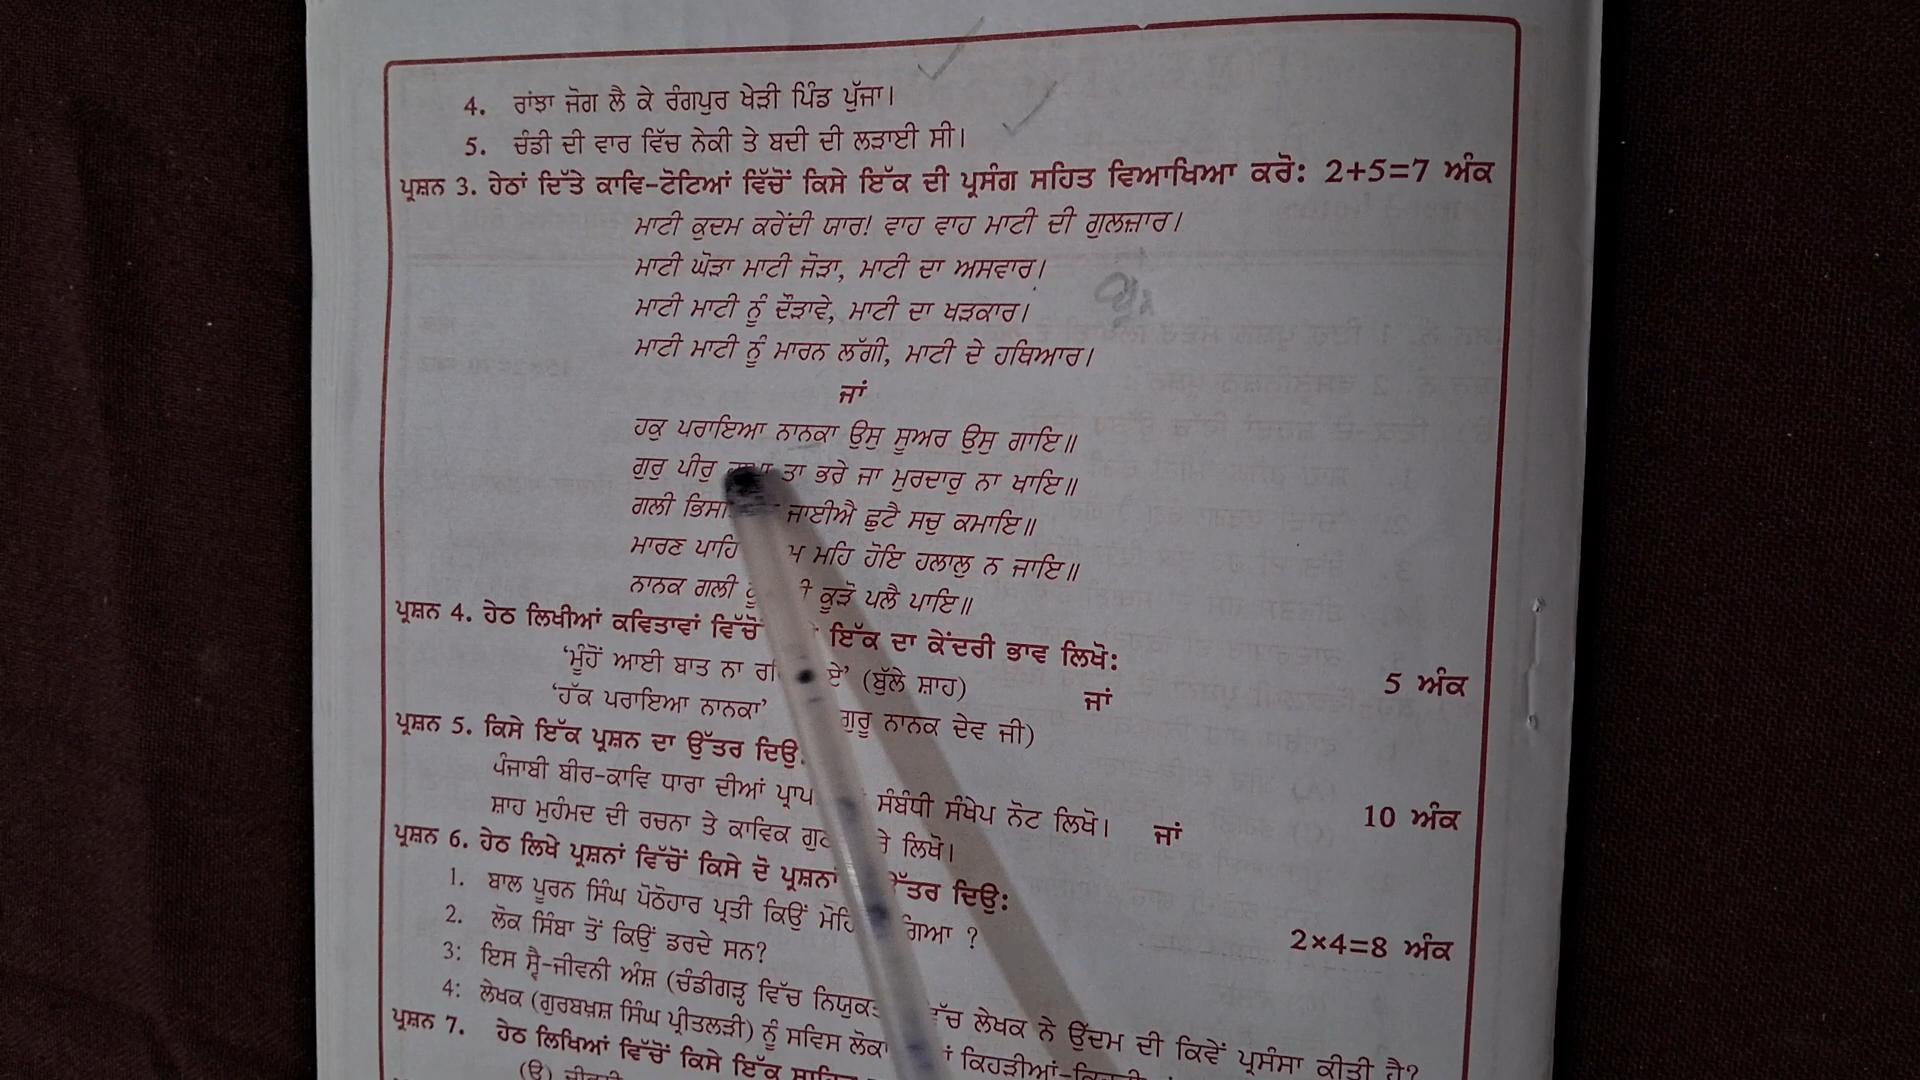 4. ਰਾਂਝਾ ਜੋਗ ਲੈ ਕੇ ਰੰਗਪੁਰ ਖੇੜੀ ਪਿੰਡ ਪੁੱਜਾ।
5. ਚੰਡੀ ਦੀ ਵਾਰ ਵਿੱਚ ਨੇਕੀ ਤੇ ਬਦੀ ਦੀ ਲੜਾਈ ਸੀ।
ਪ੍ਰਸ਼ਨ 3. ਹੇਠਾਂ ਦਿੱਤੇ ਕਾਵਿ-ਟੋਟਿਆਂ ਵਿੱਚੋਂ ਕਿਸੇ ਇੱਕ ਦੀ ਪ੍ਰਸੰਗ ਸਹਿਤ ਵਿਆਖਿਆ ਕਰੋ: 2+5=7 ਅੰਕ
ਮਾਟੀ ਕੁਦਮ ਕਰੇਂਦੀ ਯਾਰ! ਵਾਹ ਵਾਹ ਮਾਟੀ ਦੀ ਗੁਲਜ਼ਾਰ।
ਮਾਟੀ ਘੋੜਾ ਮਾਟੀ ਜੋੜਾ, ਮਾਟੀ ਦਾ ਅਸਵਾਰ।
ਮਾਟੀ ਮਾਟੀ ਨੂੰ ਦੌੜਾਵੇ, ਮਾਟੀ ਦਾ ਖੜਕਾਰ।
ਮਾਟੀ ਮਾਟੀ ਨੂੰ ਮਾਰਨ ਲੱਗੀ, ਮਾਟੀ ਦੇ ਹਥਿਆਰ।
ਜਾਂ
ਹਕੁ ਪਰਾਇਆ ਨਾਨਕਾ ਉਸੁ ਸੂਅਰ ਉਸੁ ਗਾਇ॥
ਗੁਰੁ ਪੀਰੁ ਤਾ ਭਰੇ ਜਾ ਮੁਰਦਾਰੁ ਨਾ ਖਾਇ॥
ਗਲੀ ਜਾਈਐ ਛੁਟੈ ਸਚੁ ਕਮਾਇ॥
ਮਾਰਣ ਪਾਹਿ ਮਹਿ ਹੋਇ ਹਲਾਲੁ ਨ ਜਾਇ॥
ਨਾਨਕ ਗਲੀ ਕੂੜੋ ਪਲੈ ਪਾਇ॥
ਪ੍ਰਸ਼ਨ 4. ਹੇਠ ਲਿਖੀਆਂ ਕਵਿਤਾਵਾਂ ਵਿੱਚੋਂ ਇੱਕ ਦਾ ਕੇਂਦਰੀ ਭਾਵ ਲਿਖੋ:
'ਮੂੰਹੋਂ ਆਈ ਬਾਤ ਨਾ (ਬੁੱਲੇ ਸ਼ਾਹ) ਜਾਂ 5 ਅੰਕ
'ਹੱਕ ਪਰਾਇਆ ਨਾਨਕਾ' ਗੁਰੂ ਨਾਨਕ ਦੇਵ ਜੀ)
ਪ੍ਰਸ਼ਨ 5. ਕਿਸੇ ਇੱਕ ਪ੍ਰਸ਼ਨ ਦਾ ਉੱਤਰ ਦਿਉ:
ਪੰਜਾਬੀ ਬੀਰ-ਕਾਵਿ ਧਾਰਾ ਦੀਆਂ ਸੰਬੰਧੀ ਸੰਖੇਪ ਨੋਟ ਲਿਖੋ। ਜਾਂ 10 ਅੰਕ
ਸ਼ਾਹ ਮੁਹੰਮਦ ਦੀ ਰਚਨਾ ਤੇ ਕਾਵਿਕ ਲਿਖੋ।
ਪ੍ਰਸ਼ਨ 6. ਹੇਠ ਲਿਖੇ ਪ੍ਰਸ਼ਨਾਂ ਵਿੱਚੋਂ ਕਿਸੇ ਦੋ ਪ੍ਰਸ਼ਨਾਂ ਉੱਤਰ ਦਿਉ:
1. ਬਾਲ ਪੂਰਨ ਸਿੰਘ ਪੋਠੋਹਾਰ ਪ੍ਰਤੀ ਕਿਉਂ ਗਿਆ ? 2×4=8 ਅੰਕ
2. ਲੋਕ ਸਿੰਬਾ ਤੋਂ ਕਿਉਂ ਡਰਦੇ ਸਨ?
3: ਇਸ ਸ੍ਵੈ-ਜੀਵਨੀ ਅੰਸ਼ (ਚੰਡੀਗੜ੍ਹ ਵਿੱਚ ਵਿੱਚ ਲੇਖਕ ਨੇ ਉੱਦਮ ਦੀ ਕਿਵੇਂ ਪ੍ਰਸੰਸਾ ਕੀਤੀ ਹੈ?
4: ਲੇਖਕ (ਗੁਰਬਖ਼ਸ਼ ਸਿੰਘ ਪ੍ਰੀਤਲੜੀ) ਨੂੰ ਸਵਿਸ
ਪ੍ਰਸ਼ਨ 7. ਹੇਠ ਲਿਖਿਆਂ ਵਿੱਚੋਂ ਕਿਸੇ ਇੱਕ
(ੳ)